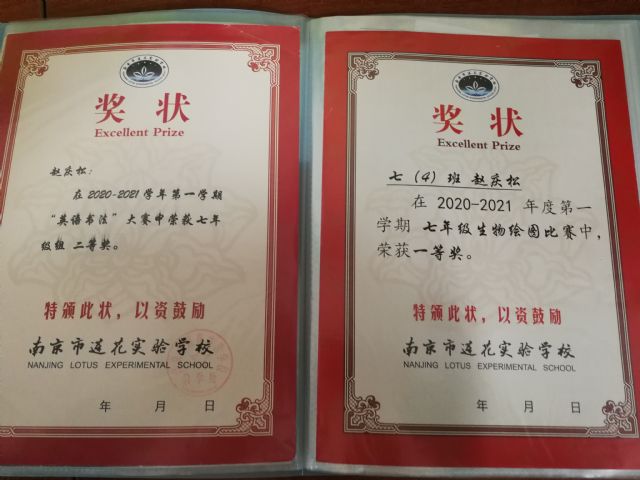 奖状
Excellent Prize
赵庆松：
在2020-2021学年第一学期
“英语书法”大赛中荣获七年
级组 二等奖。
特颁此状，以资鼓励
南京市莲花实验学校
NANJING LOTUS EXPERIMENTAL SCHOOL
年 月 日
奖状
Excellent Prize
七（4）班 赵庆松
在 2020-2021 年度第一
学期 七年级生物绘图比赛中，
荣获一等奖。
特颁此状，以资鼓励
南京市莲花实验学校
NANJING LOTUS EXPERIMENTAL SCHOOL
年 月 日